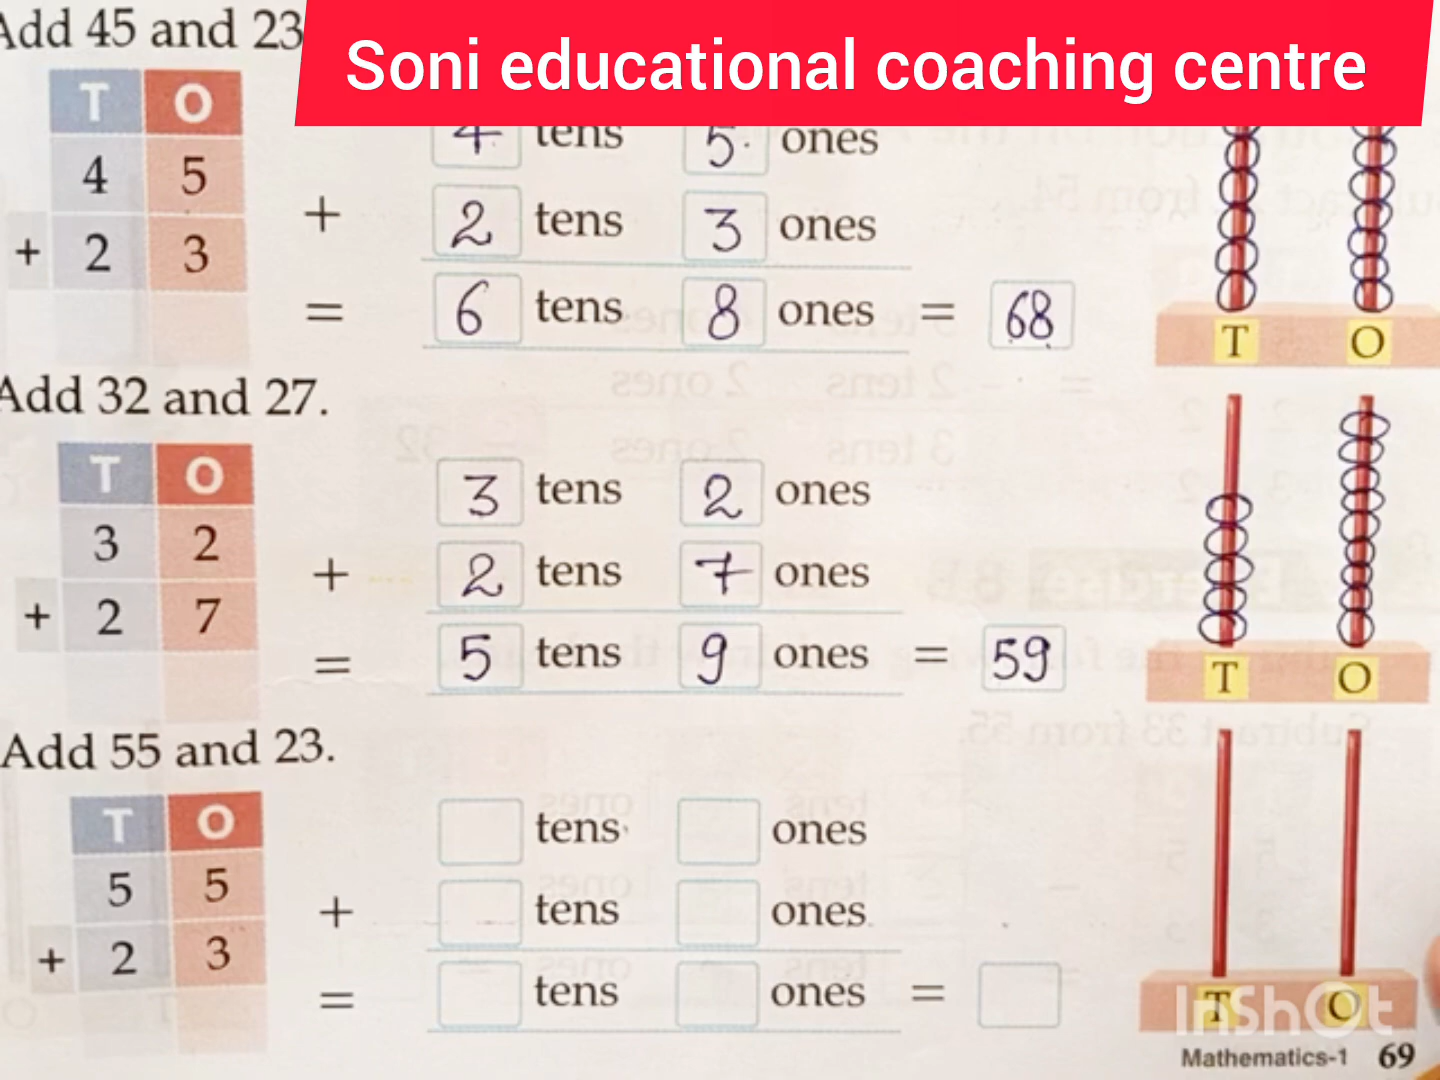 Add 45 and 23
Soni educational coaching centre
T O
4 tens 5 ones
4 5
+ 2 tens 3 ones
+ 2 3
= 6 tens 8 ones = 68
T O
Add 32 and 27.
T O
3 tens 2 ones
3 2
+ 2 tens 7 ones
+ 2 7
= 5 tens 9 ones = 59
T O
Add 55 and 23.
T O
tens ones
5 5
+ tens ones
+ 2 3
= tens ones =
T O
InShOt
Mathematics-1 69